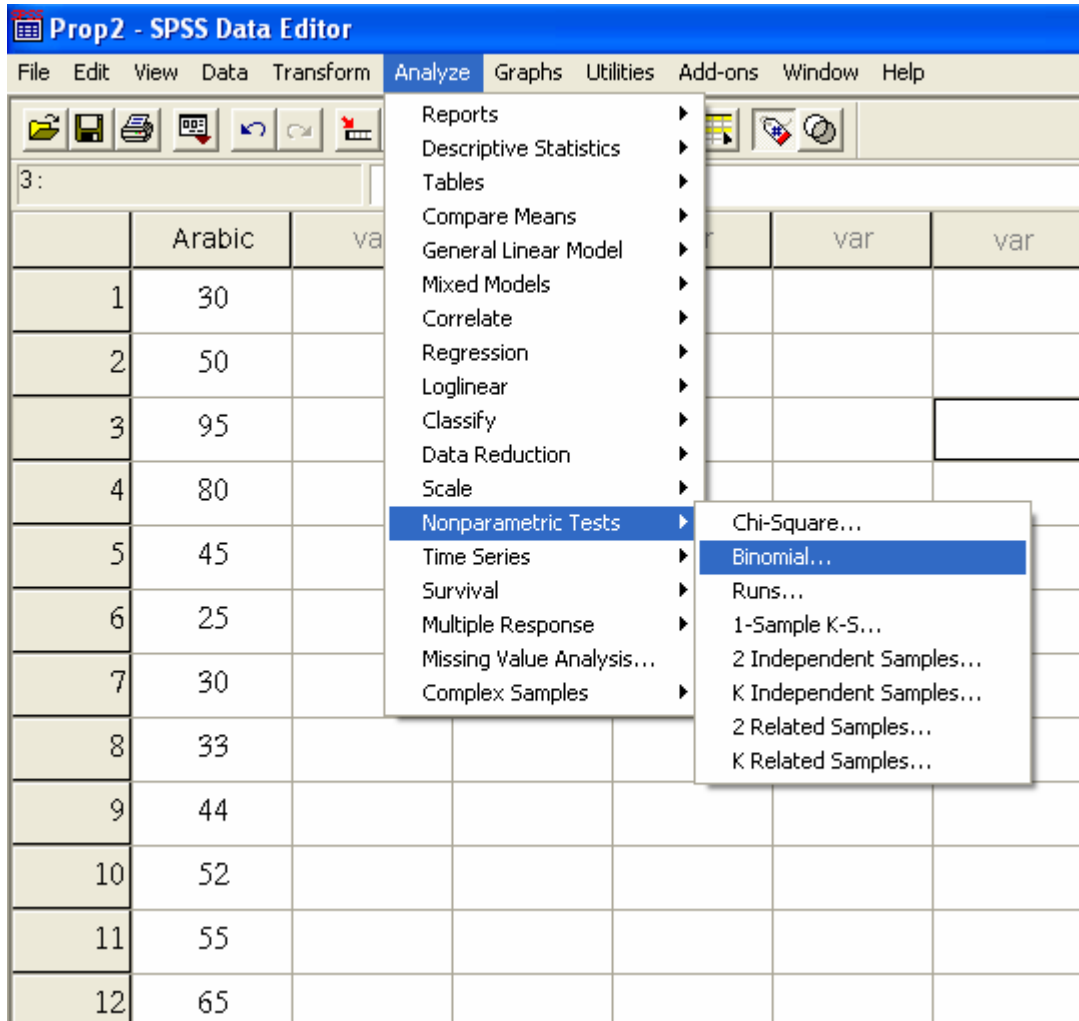 SPSS
Prop2 - SPSS Data Editor
File Edit View Data Transform Analyze Graphs Utilities Add-ons Window Help
3:
Reports
Descriptive Statistics
Tables
Compare Means
General Linear Model
Mixed Models
Correlate
Regression
Loglinear
Classify
Data Reduction
Scale
Nonparametric Tests
Time Series
Survival
Multiple Response
Missing Value Analysis...
Complex Samples
Chi-Square...
Binomial...
Runs...
1-Sample K-S...
2 Independent Samples...
K Independent Samples...
2 Related Samples...
K Related Samples...
Arabic va r var var
1 30
2 50
3 95
4 80
5 45
6 25
7 30
8 33
9 44
10 52
11 55
12 65